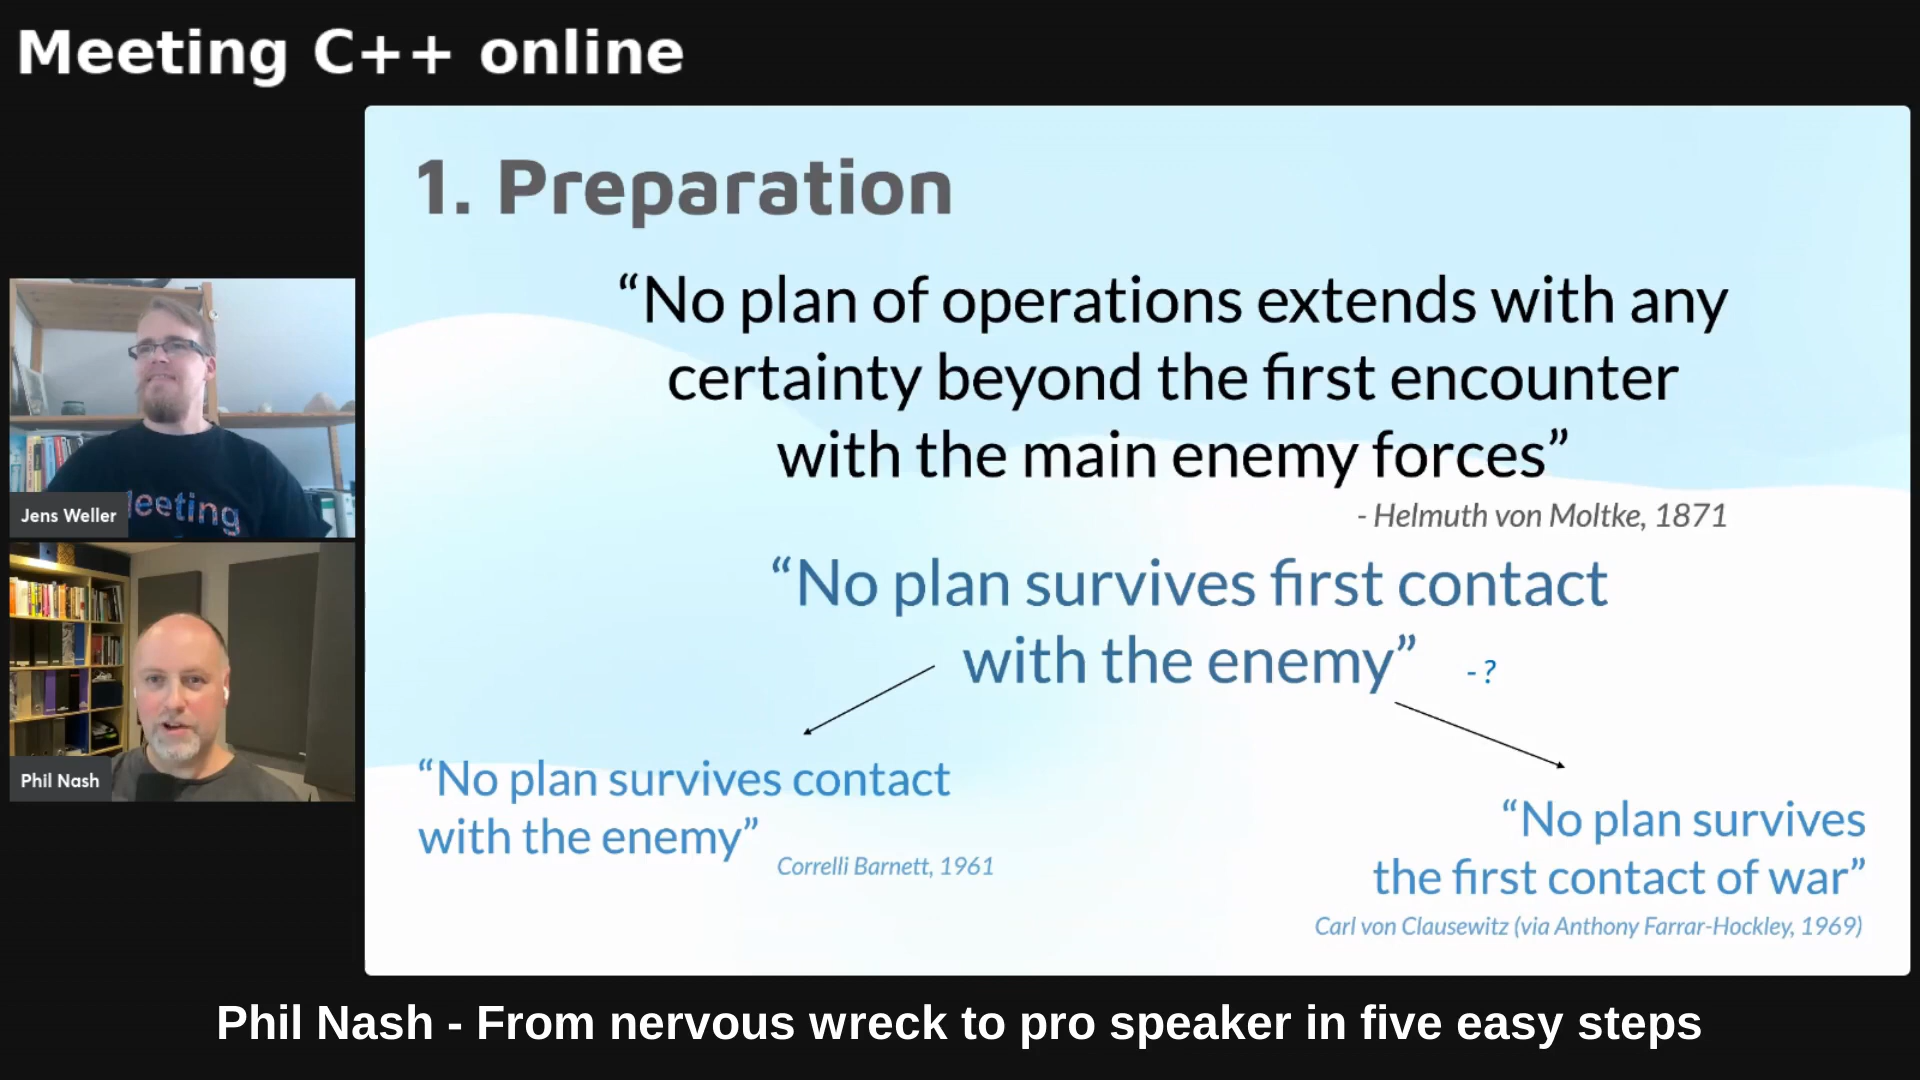 Meeting C++ online
1. Preparation
“No plan of operations extends with any
certainty beyond the first encounter
with the main enemy forces”
- Helmuth von Moltke, 1871
“No plan survives first contact
with the enemy” - ?
“No plan survives contact
with the enemy”
Correlli Barnett, 1961
“No plan survives
the first contact of war”
Carl von Clausewitz (via Anthony Farrar-Hockley, 1969)
eeting
Jens Weller
Phil Nash
Phil Nash - From nervous wreck to pro speaker in five easy steps